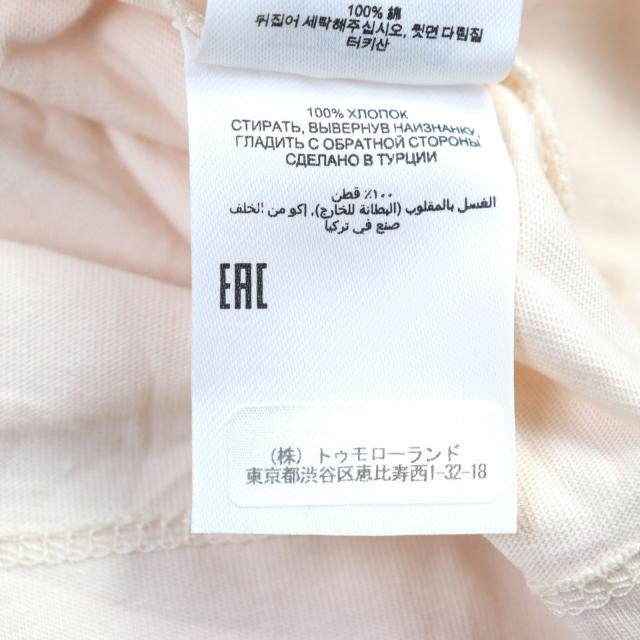 100% 綿
뒤집어 세탁해주십시오, 뒷면 다림질
터키산
100% ХЛОПОК
СТИРАТЬ, ВЫВЕРНУВ НАИЗНАНКУ,
ГЛАДИТЬ С ОБРАТНОЙ СТОРОНЫ
СДЕЛАНО В ТУРЦИИ
١٠٠٪ قطن
الغسل بالمقلوب (البطانة للخارج)، اكو من الخلف
صنع في تركيا
EAC
(株)トゥモローランド
東京都渋谷区恵比寿西1-32-18